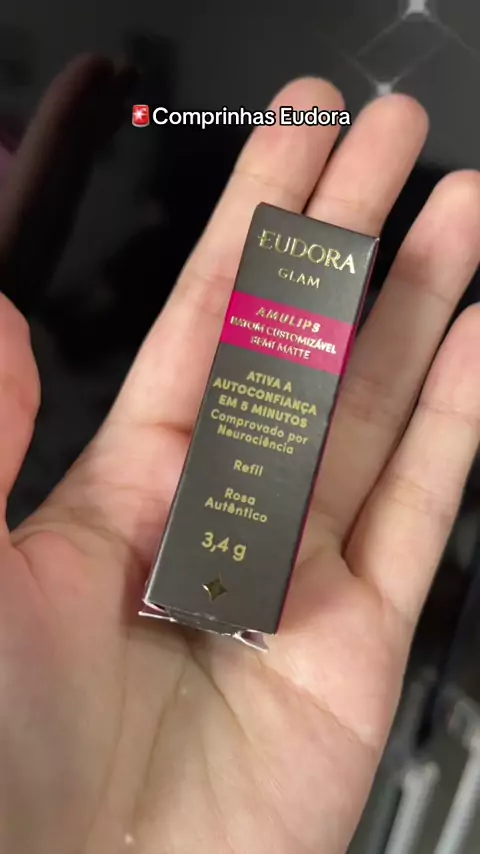 🚨Comprinhas Eudora
EUDORA
GLAM
AMULIPS
BATOM CUSTOMIZÁVEL
SEMI MATTE
ATIVA A
AUTOCONFIANÇA
EM 5 MINUTOS
Comprovado por
Neurociência
Refil
Rosa
Autêntico
3,4 g